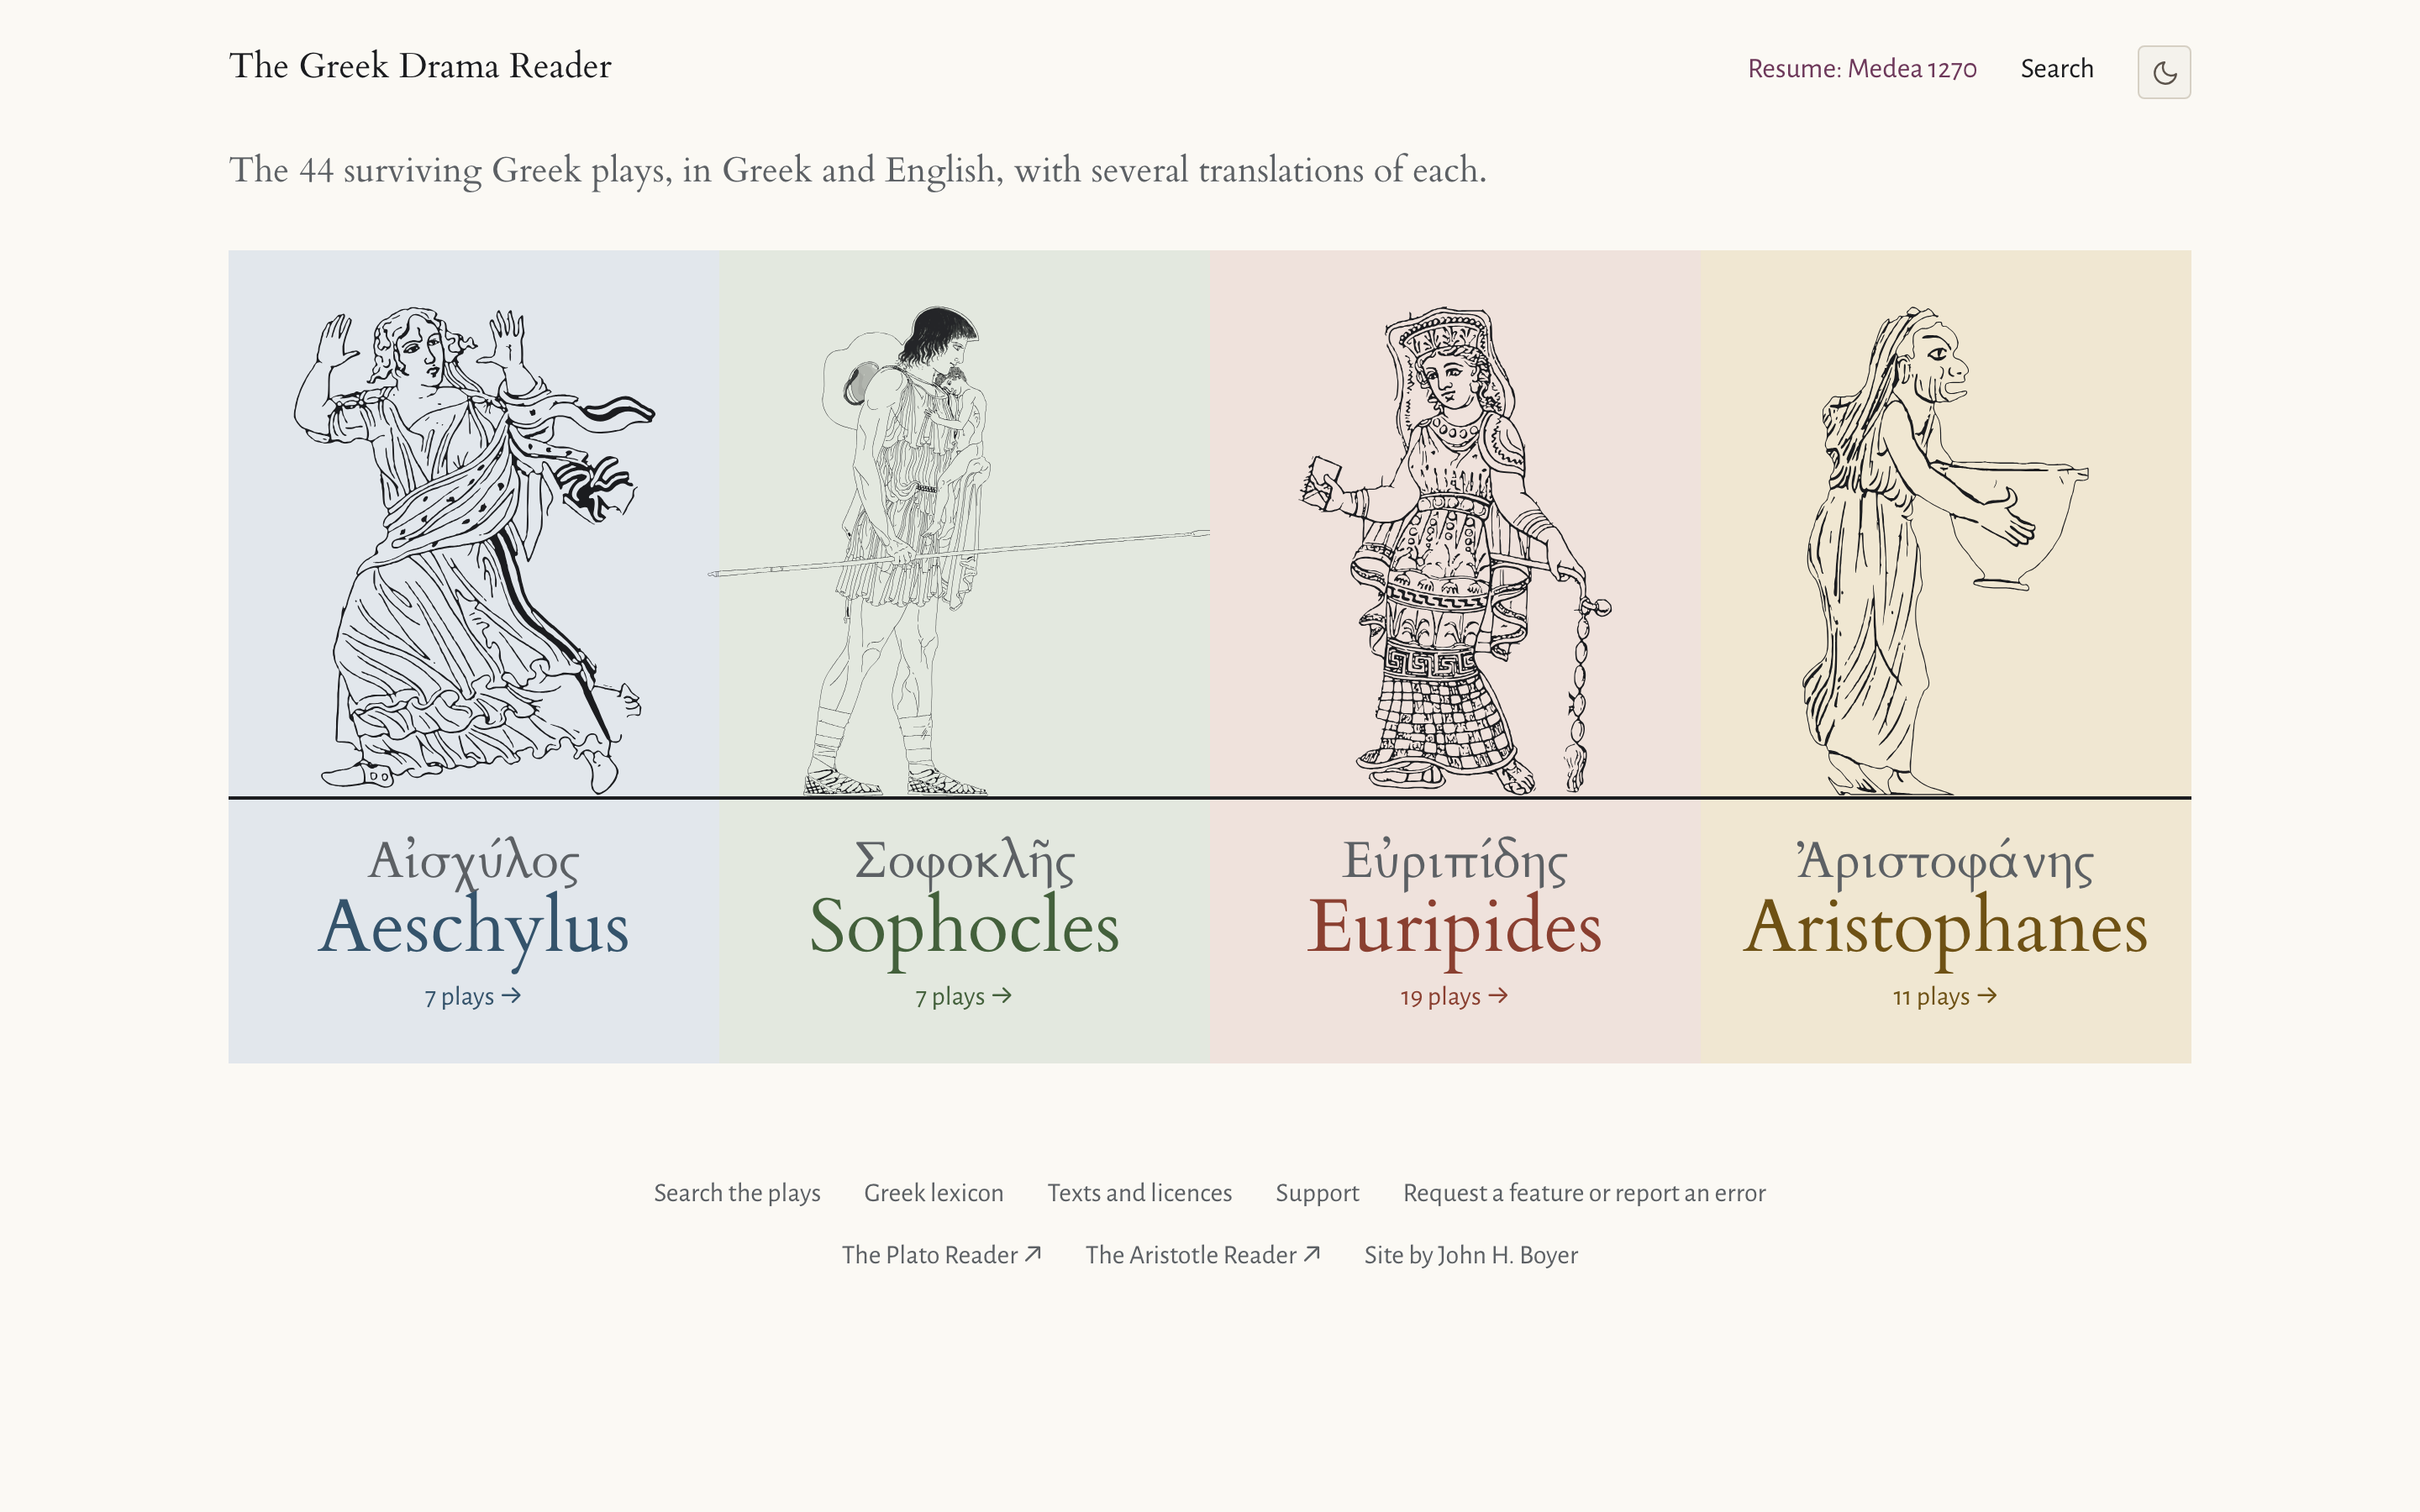 The Greek Drama Reader
Resume: Medea 1270
Search
The 44 surviving Greek plays, in Greek and English, with several translations of each.
Αἰσχύλος
Aeschylus
7 plays →
Σοφοκλῆς
Sophocles
7 plays →
Εὐριπίδης
Euripides
19 plays →
Ἀριστοφάνης
Aristophanes
11 plays →
Search the plays
Greek lexicon
Texts and licences
Support
Request a feature or report an error
The Plato Reader ↗
The Aristotle Reader ↗
Site by John H. Boyer